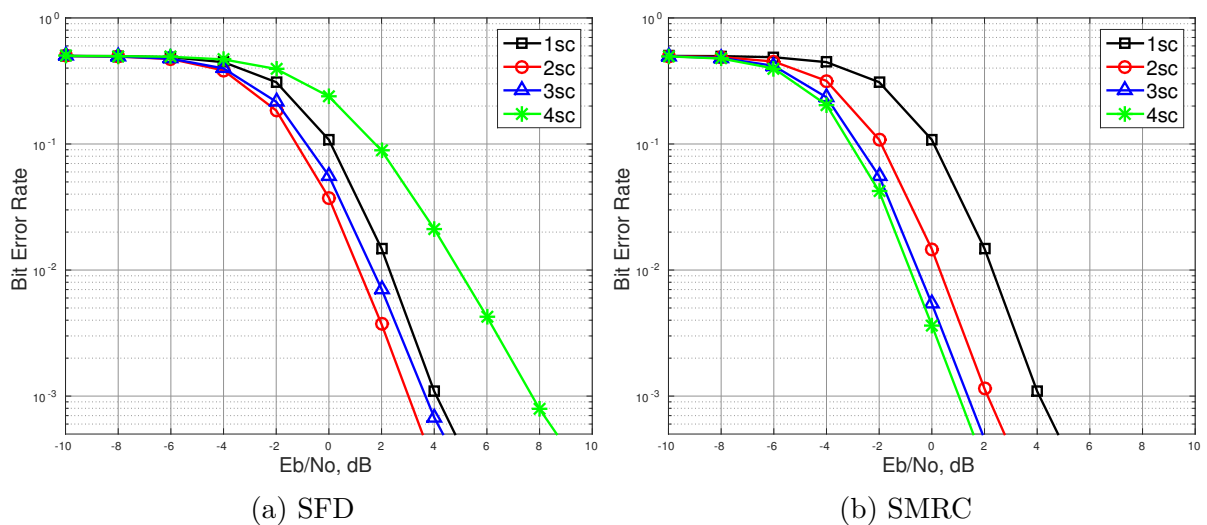 10^0
10^-1
10^-2
10^-3
Bit Error Rate
1sc
2sc
3sc
4sc
-10 -8 -6 -4 -2 0 2 4 6 8 10
Eb/No, dB
(a) SFD
10^0
10^-1
10^-2
10^-3
Bit Error Rate
1sc
2sc
3sc
4sc
-10 -8 -6 -4 -2 0 2 4 6 8 10
Eb/No, dB
(b) SMRC